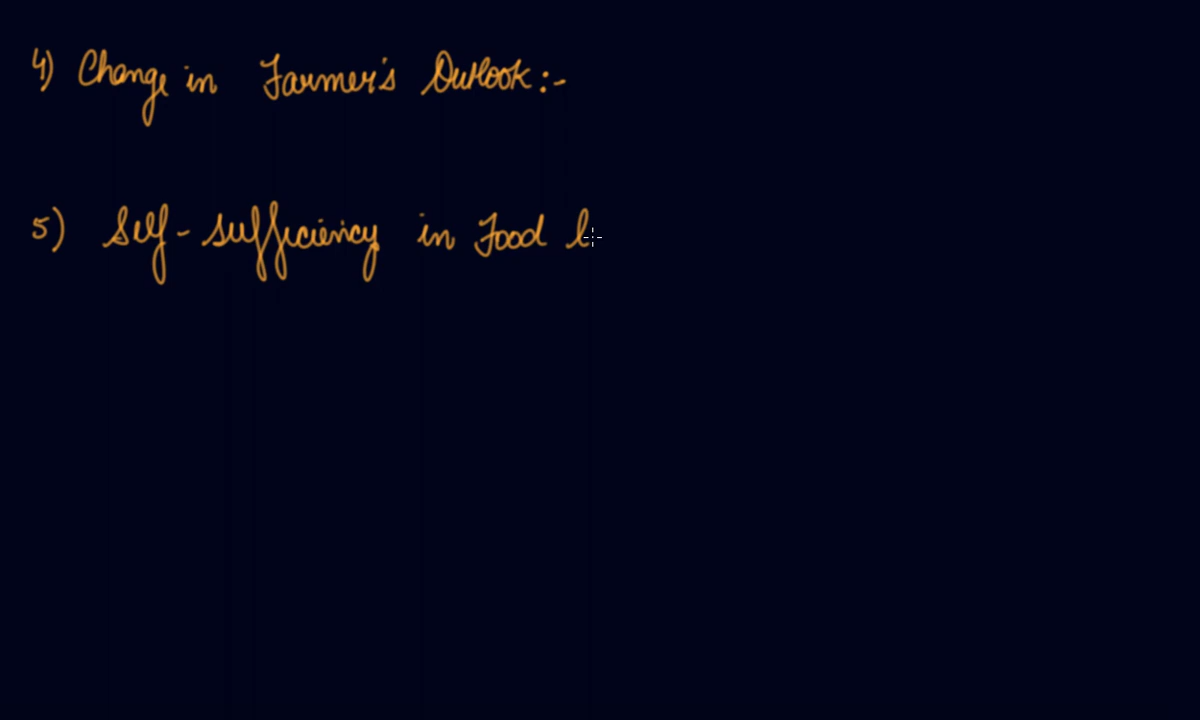 4) Change in Farmer's Outlook:-
5) Self-sufficiency in Food